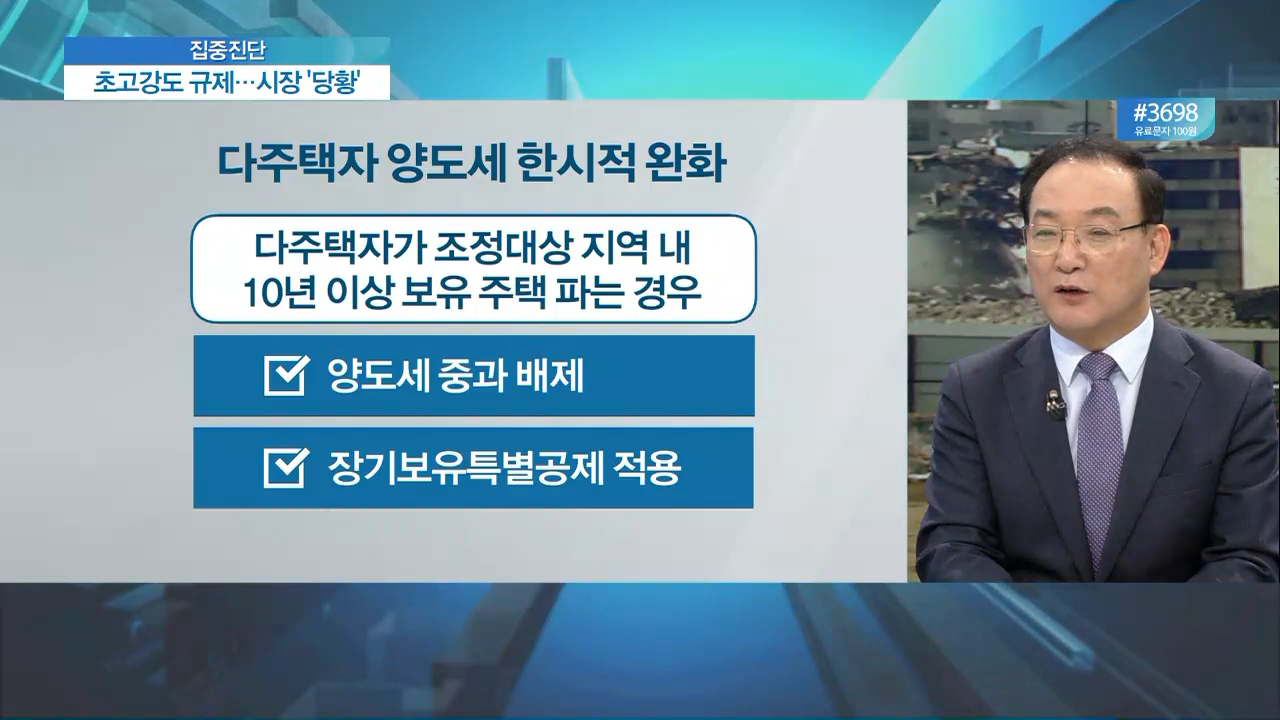 집중진단
초고강도 규제…시장 '당황'
#3698
유료문자 100원
다주택자 양도세 한시적 완화
다주택자가 조정대상 지역 내
10년 이상 보유 주택 파는 경우
양도세 중과 배제
장기보유특별공제 적용